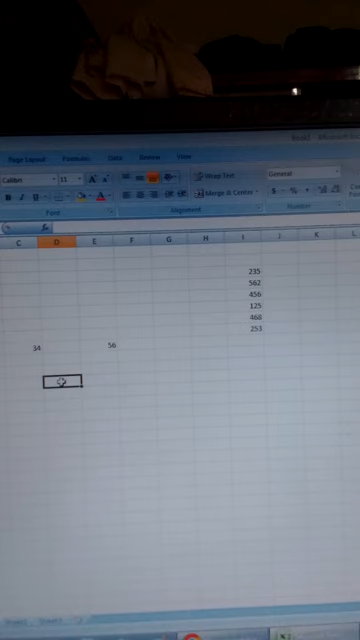 Page Layout Formulas Data Review View
Calibri 11 A A Wrap Text General
B I U A Merge & Center $ % ,
Font Alignment Number
fx
C D E F G H I J K L
235
562
456
125
468
253
34 56